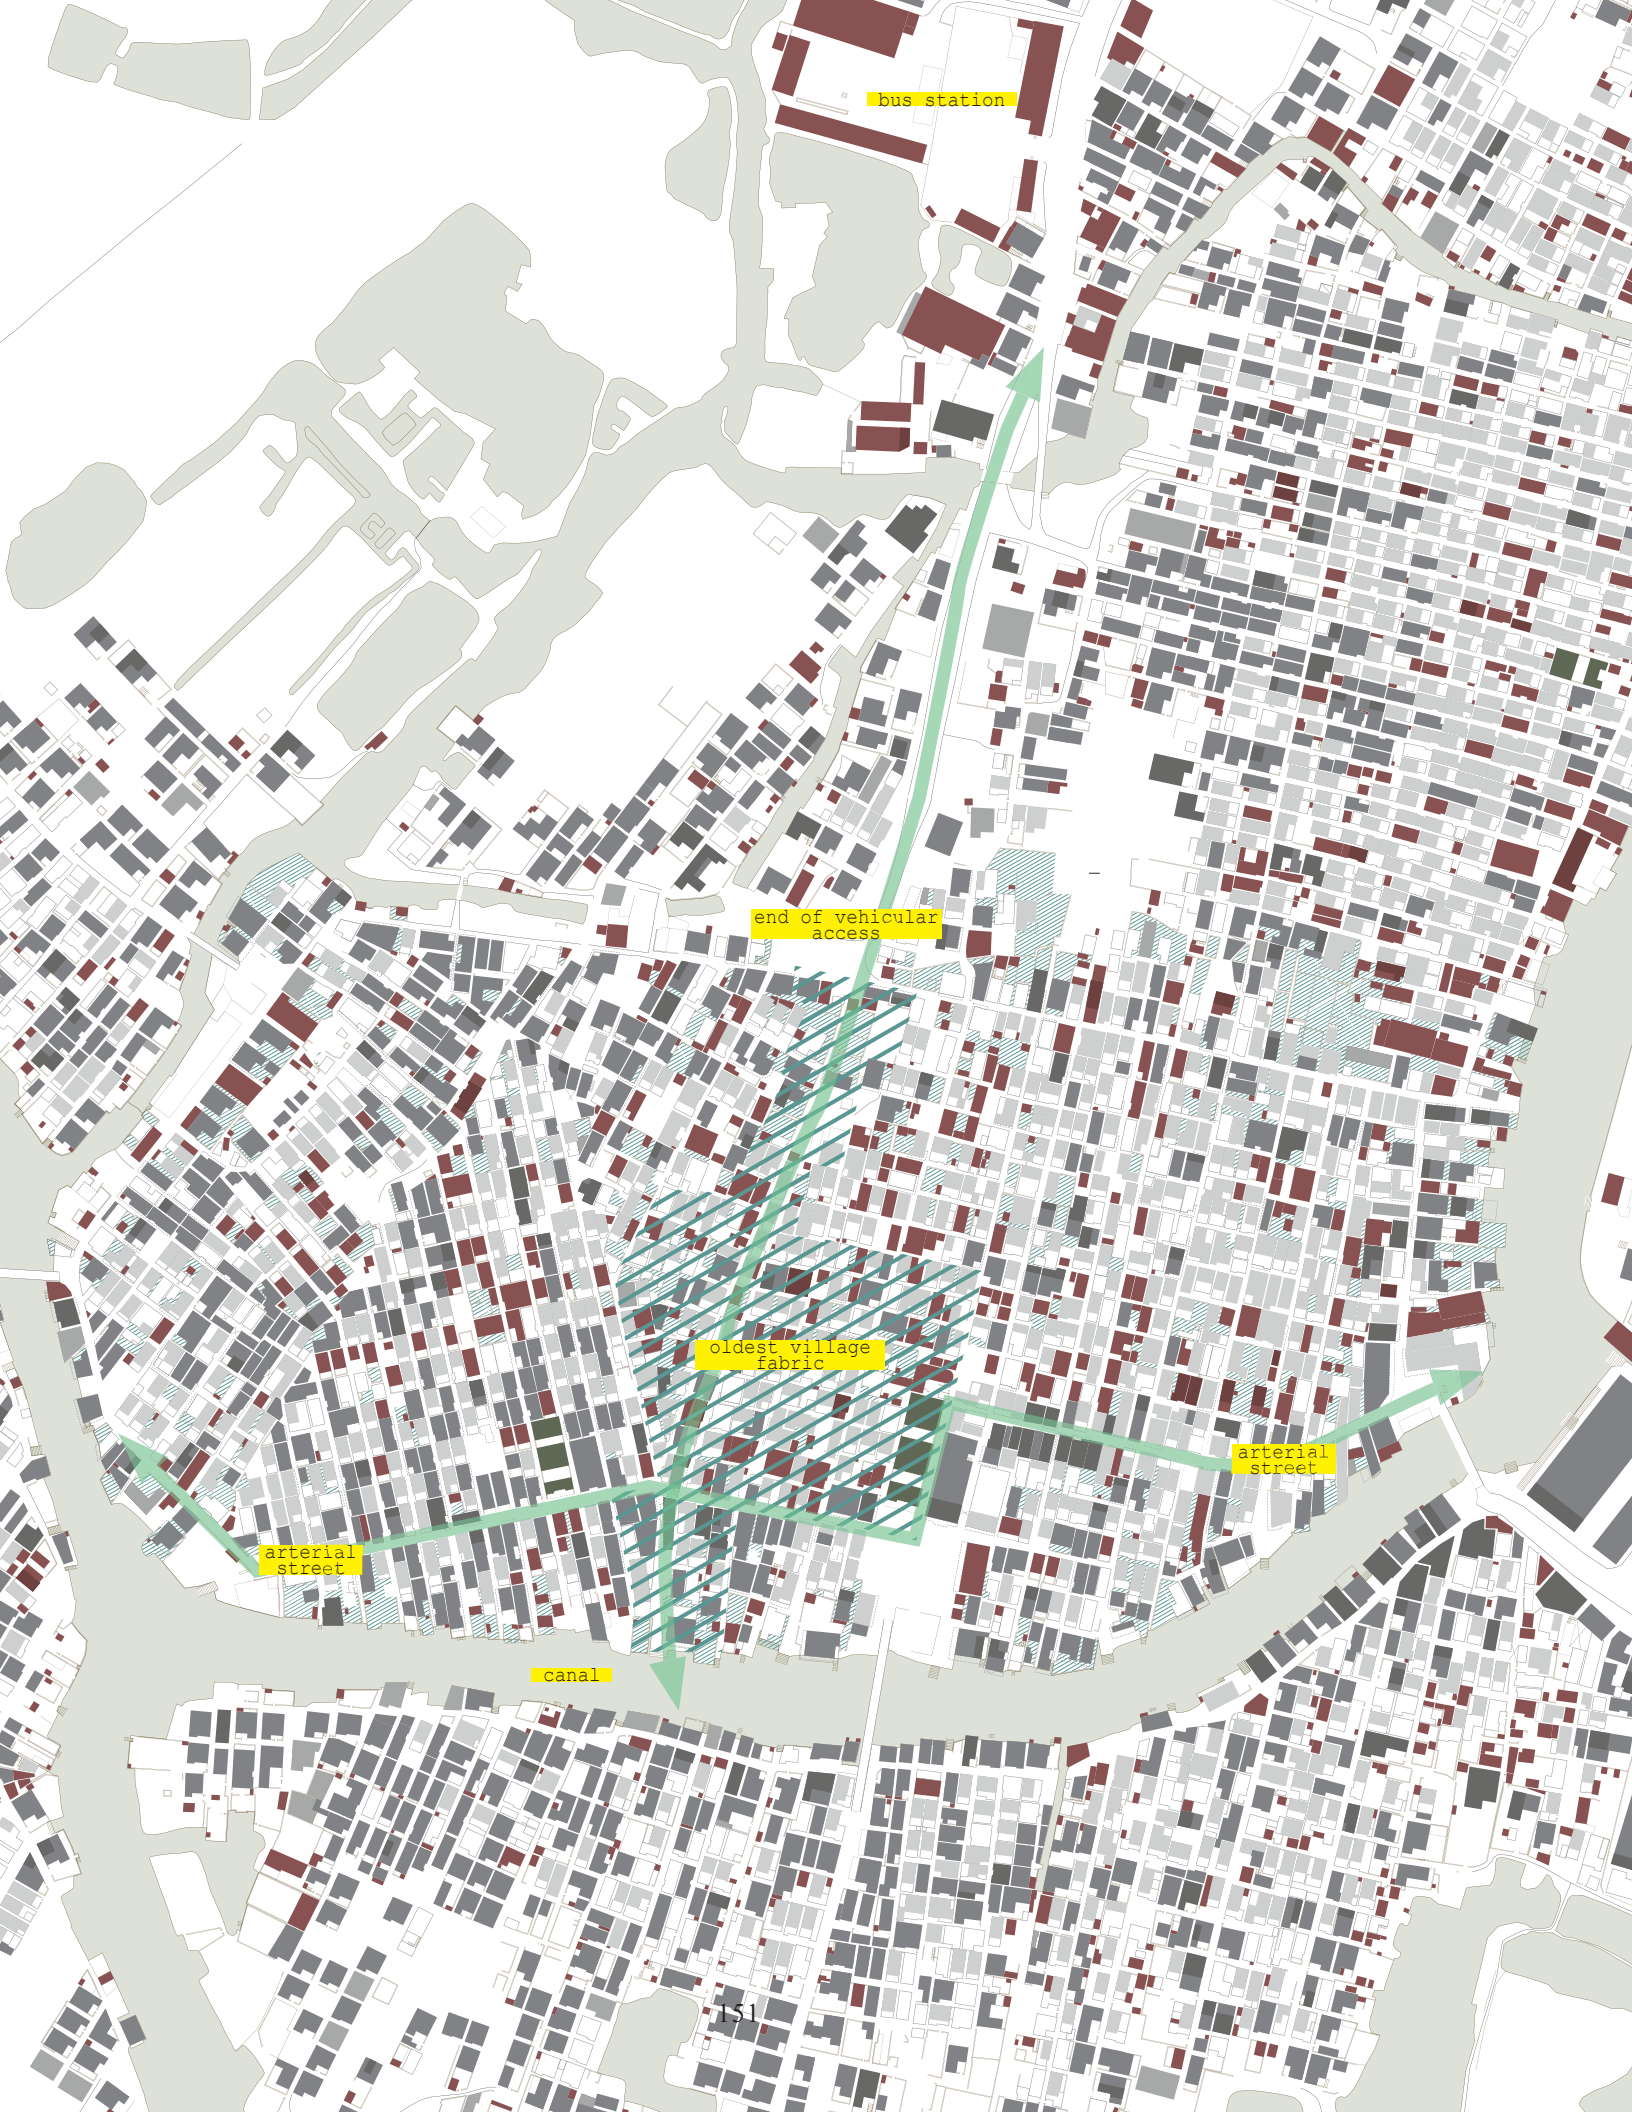 bus station
end of vehicular
access
oldest village
fabric
arterial
street
arterial
street
canal
151